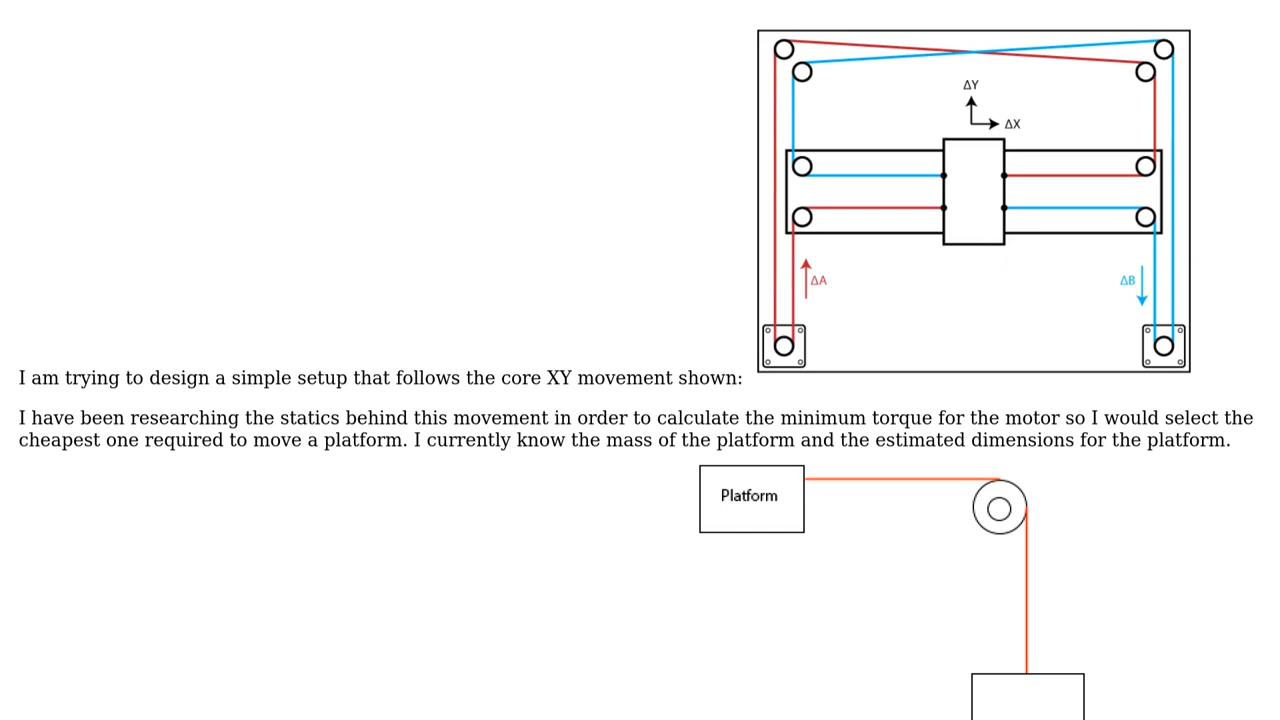 ΔY
ΔX
ΔA
ΔB
I am trying to design a simple setup that follows the core XY movement shown:
I have been researching the statics behind this movement in order to calculate the minimum torque for the motor so I would select the
cheapest one required to move a platform. I currently know the mass of the platform and the estimated dimensions for the platform.
Platform